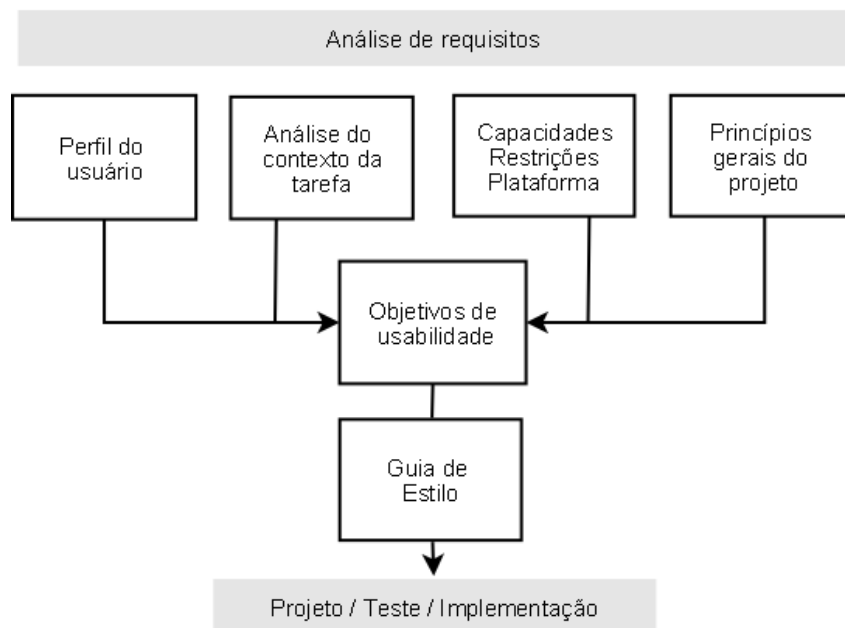 Análise de requisitos
Perfil do
usuário
Análise do
contexto da
tarefa
Capacidades
Restrições
Plataforma
Princípios
gerais do
projeto
Objetivos de
usabilidade
Guia de
Estilo
Projeto / Teste / Implementação